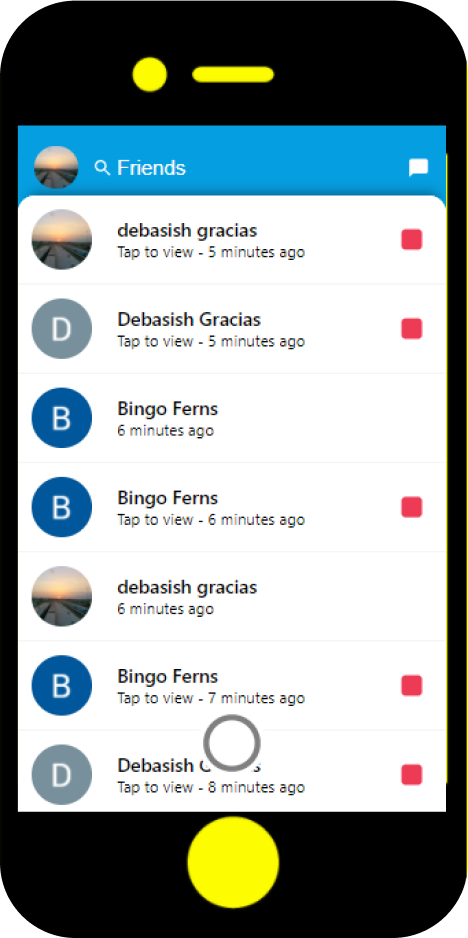 Friends
debasish gracias
Tap to view - 5 minutes ago
D
Debasish Gracias
Tap to view - 5 minutes ago
B
Bingo Ferns
6 minutes ago
B
Bingo Ferns
Tap to view - 6 minutes ago
debasish gracias
6 minutes ago
B
Bingo Ferns
Tap to view - 7 minutes ago
D
Debasish
Tap to view - 8 minutes ago